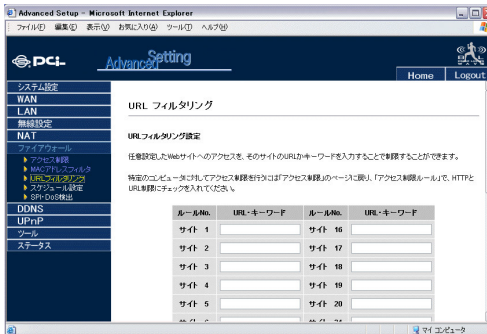 Advanced Setup - Microsoft Internet Explorer
ファイル(F) 編集(E) 表示(V) お気に入り(A) ツール(T) ヘルプ(H)
PCi
Advanced Setting
Home Logout
システム設定
WAN
LAN
無線設定
NAT
ファイアウォール
アクセス制限
MACアドレスフィルタ
URLフィルタリング
スケジュール設定
SPI・DoS検出
DDNS
UPnP
ツール
ステータス
URL フィルタリング
URLフィルタリング設定
任意設定したWebサイトへのアクセスを、そのサイトのURLかキーワードを入力することで制限することができます。
特定のコンピュータに対してアクセス制限を行うには「アクセス制限」のページに戻り、「アクセス制限ルール」で、HTTPと
URL制限にチェックを入れてください。
ルールNo. URL・キーワード ルールNo. URL・キーワード
サイト 1 サイト 16
サイト 2 サイト 17
サイト 3 サイト 18
サイト 4 サイト 19
サイト 5 サイト 20
マイ コンピュータ